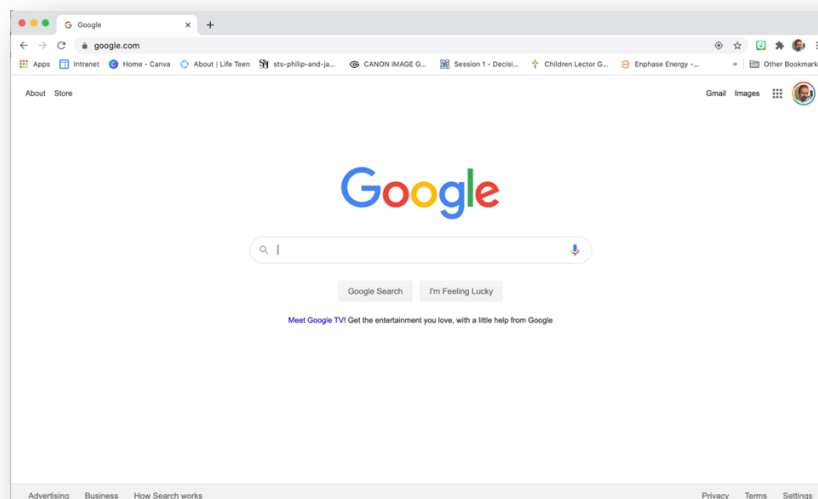 Google
google.com
Apps Intranet Home - Canva About | Life Teen sts-philip-and-ja... CANON iMAGE G... Session 1 - Decisi... Children Lector G... Enphase Energy -... » Other Bookmark
About Store Gmail Images
Google
Google Search I'm Feeling Lucky
Meet Google TV! Get the entertainment you love, with a little help from Google
Advertising Business How Search works Privacy Terms Settings